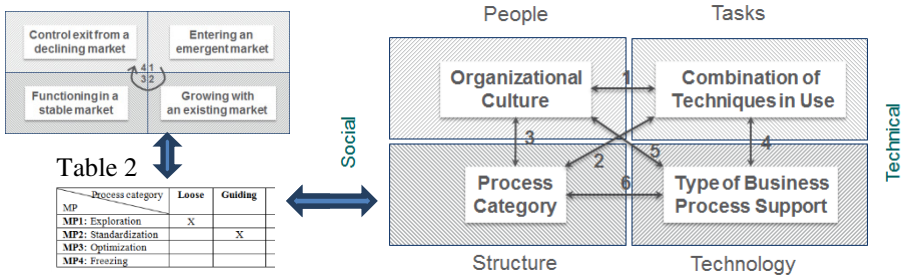 Control exit from a
declining market
Entering an
emergent market
4 1
3 2
Functioning in a
stable market
Growing with
an existing market
Table 2
Process category
MP
Loose
Guiding
MP1: Exploration
X
MP2: Standardization
X
MP3: Optimization
MP4: Freezing
People
Tasks
Social
Technical
Organizational
Culture
1
Combination of
Techniques in Use
3
2
5
4
Process
Category
6
Type of Business
Process Support
Structure
Technology